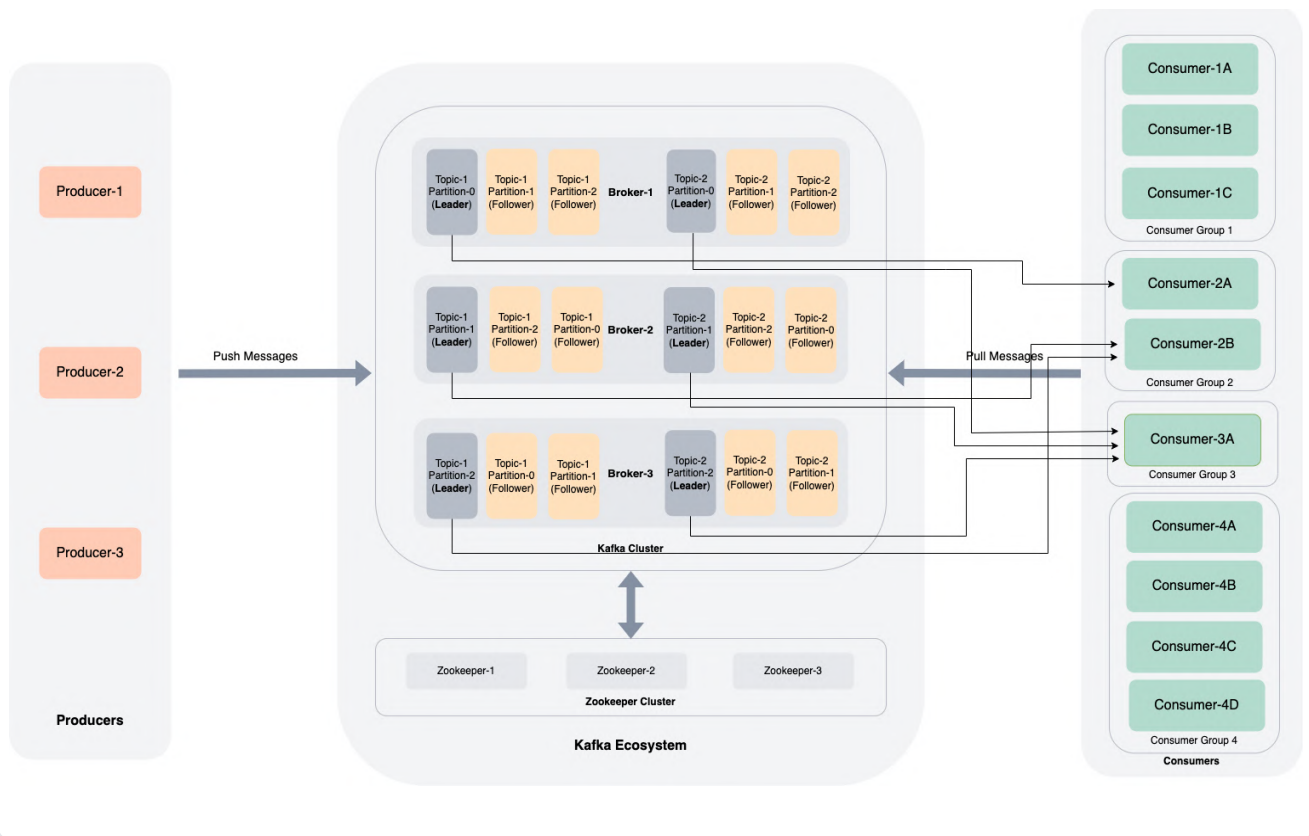 Producer-1
Producer-2
Producer-3
Producers
Push Messages
Topic-1
Partition-0
(Leader)
Topic-1
Partition-1
(Follower)
Topic-1
Partition-2
(Follower)
Broker-1
Topic-2
Partition-0
(Leader)
Topic-2
Partition-1
(Follower)
Topic-2
Partition-2
(Follower)
Topic-1
Partition-1
(Leader)
Topic-1
Partition-2
(Follower)
Topic-1
Partition-0
(Follower)
Broker-2
Topic-2
Partition-1
(Leader)
Topic-2
Partition-2
(Follower)
Topic-2
Partition-0
(Follower)
Topic-1
Partition-2
(Leader)
Topic-1
Partition-0
(Follower)
Topic-1
Partition-1
(Follower)
Broker-3
Topic-2
Partition-2
(Leader)
Topic-2
Partition-0
(Follower)
Topic-2
Partition-1
(Follower)
Kafka Cluster
Zookeeper-1
Zookeeper-2
Zookeeper-3
Zookeeper Cluster
Kafka Ecosystem
Pull Messages
Consumer-1A
Consumer-1B
Consumer-1C
Consumer Group 1
Consumer-2A
Consumer-2B
Consumer Group 2
Consumer-3A
Consumer Group 3
Consumer-4A
Consumer-4B
Consumer-4C
Consumer-4D
Consumer Group 4
Consumers